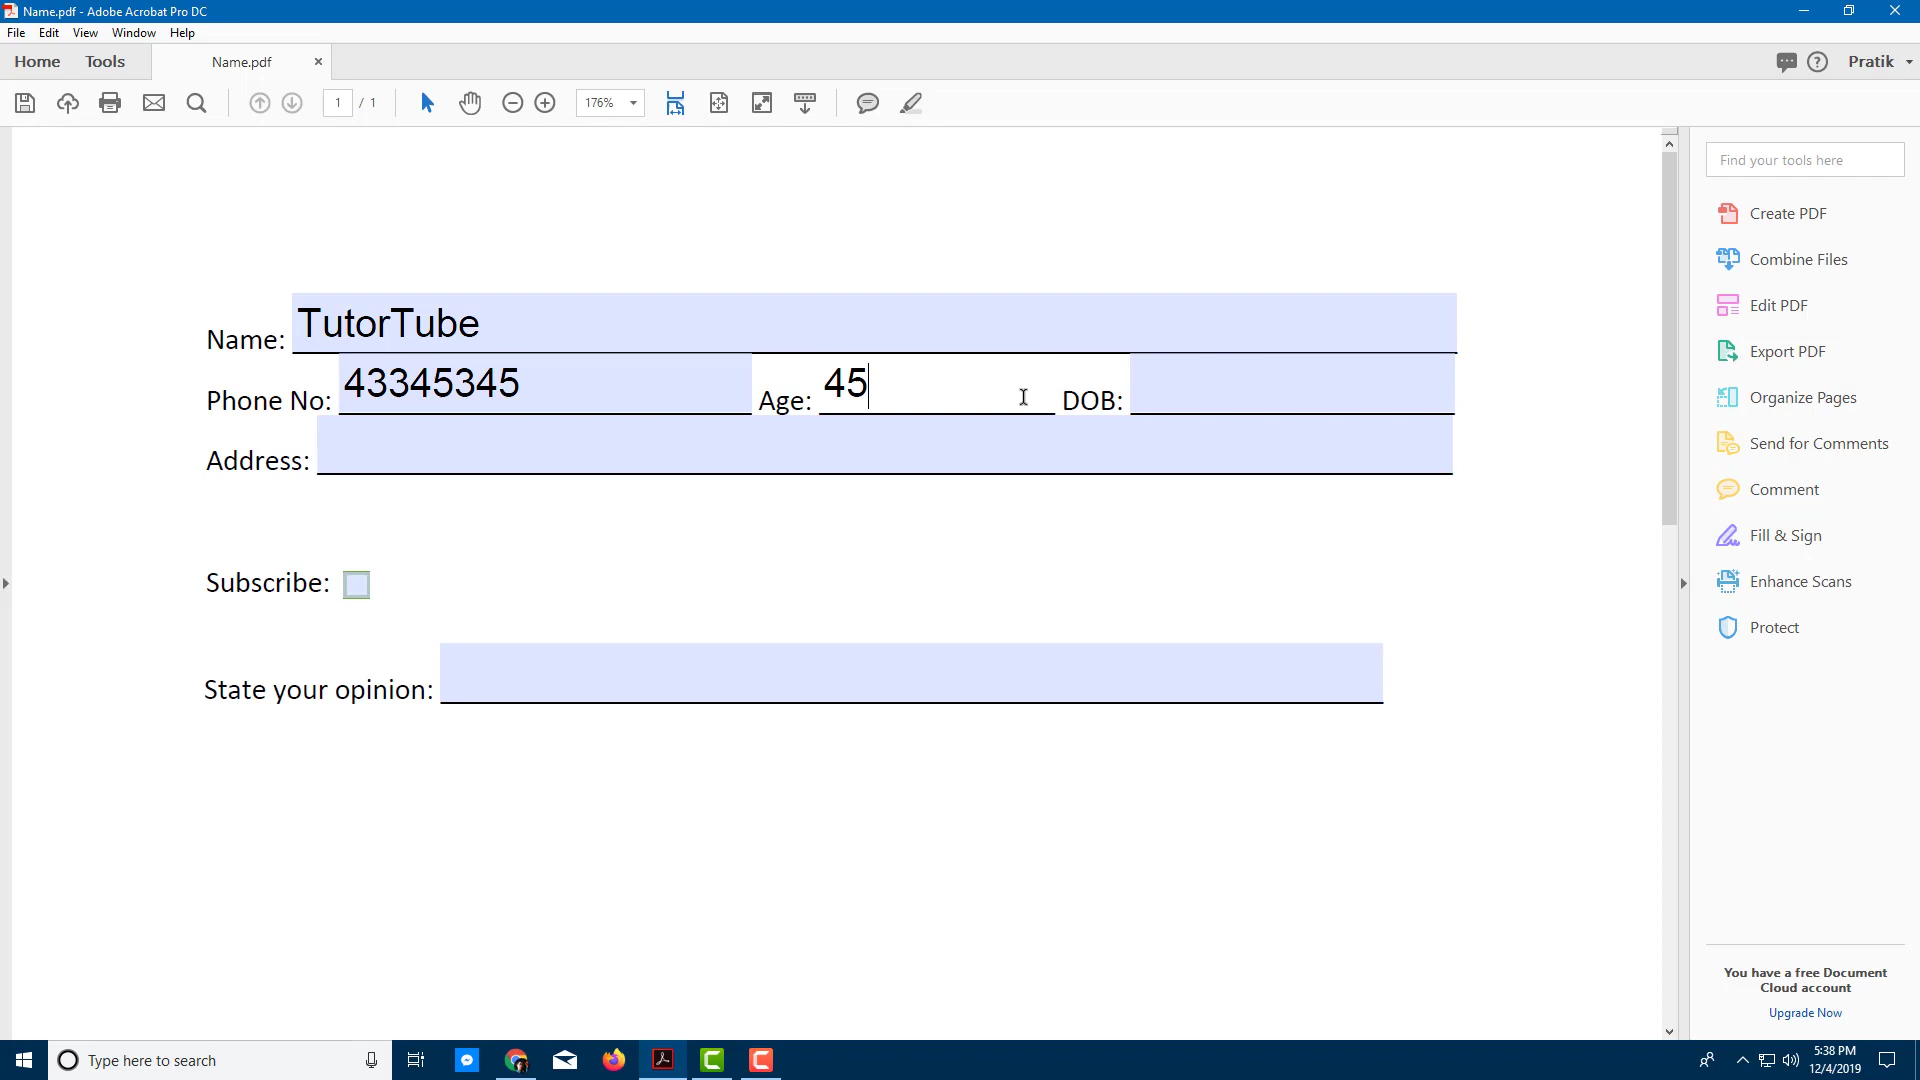 Name.pdf - Adobe Acrobat Pro DC
File Edit View Window Help
Home Tools Name.pdf Pratik
1 / 1 176%
Find your tools here
Create PDF
Combine Files
Edit PDF
Export PDF
Organize Pages
Send for Comments
Comment
Fill & Sign
Enhance Scans
Protect
Name: TutorTube
Phone No: 43345345 Age: 45 DOB:
Address:
Subscribe:
State your opinion:
You have a free Document
Cloud account
Upgrade Now
Type here to search
5:38 PM
12/4/2019